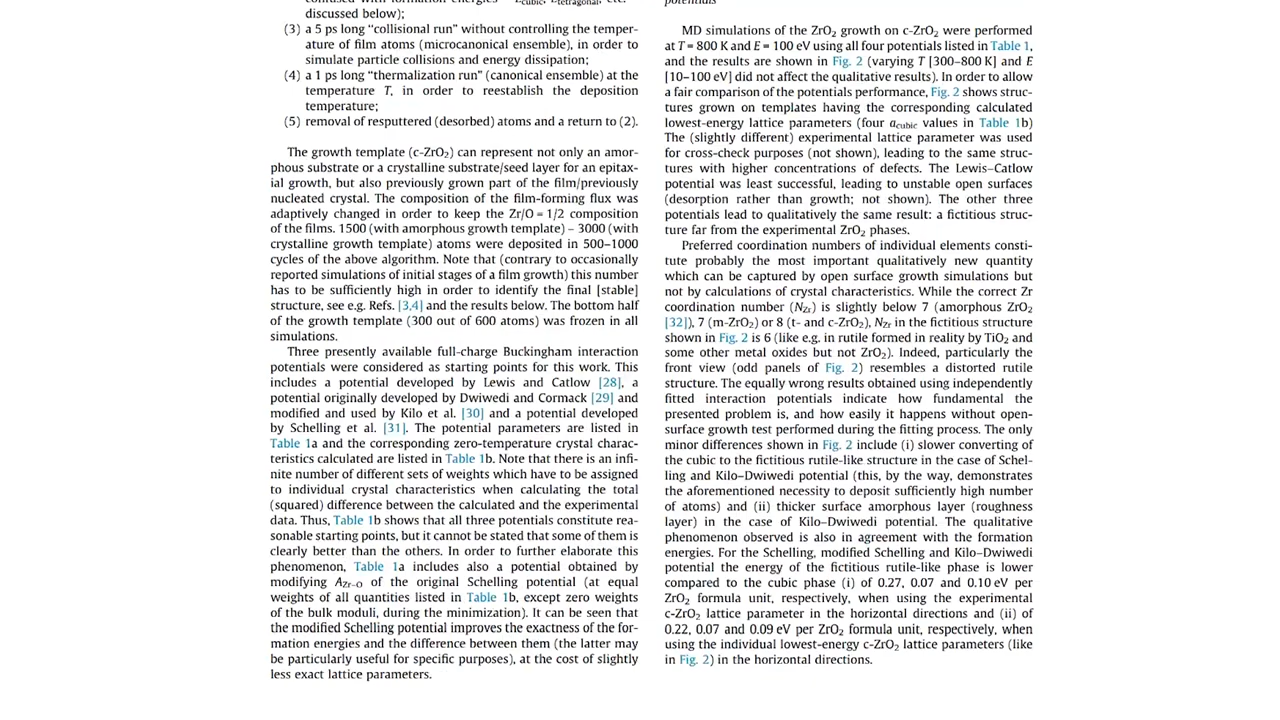 discussed below);
(3) a 5 ps long “collisional run” without controlling the temper-
ature of film atoms (microcanonical ensemble), in order to
simulate particle collisions and energy dissipation;
(4) a 1 ps long “thermalization run” (canonical ensemble) at the
temperature T, in order to reestablish the deposition
temperature;
(5) removal of resputtered (desorbed) atoms and a return to (2).
The growth template (c-ZrO₂) can represent not only an amor-
phous substrate or a crystalline substrate/seed layer for an epitax-
ial growth, but also previously grown part of the film/previously
nucleated crystal. The composition of the film-forming flux was
adaptively changed in order to keep the Zr/O = 1/2 composition
of the films. 1500 (with amorphous growth template) – 3000 (with
crystalline growth template) atoms were deposited in 500–1000
cycles of the above algorithm. Note that (contrary to occasionally
reported simulations of initial stages of a film growth) this number
has to be sufficiently high in order to identify the final [stable]
structure, see e.g. Refs. [3,4] and the results below. The bottom half
of the growth template (300 out of 600 atoms) was frozen in all
simulations.
Three presently available full-charge Buckingham interaction
potentials were considered as starting points for this work. This
includes a potential developed by Lewis and Catlow [28], a
potential originally developed by Dwiwedi and Cormack [29] and
modified and used by Kilo et al. [30] and a potential developed
by Schelling et al. [31]. The potential parameters are listed in
Table 1a and the corresponding zero-temperature crystal charac-
teristics calculated are listed in Table 1b. Note that there is an infi-
nite number of different sets of weights which have to be assigned
to individual crystal characteristics when calculating the total
(squared) difference between the calculated and the experimental
data. Thus, Table 1b shows that all three potentials constitute rea-
sonable starting points, but it cannot be stated that some of them is
clearly better than the others. In order to further elaborate this
phenomenon, Table 1a includes also a potential obtained by
modifying A_Zr–O of the original Schelling potential (at equal
weights of all quantities listed in Table 1b, except zero weights
of the bulk moduli, during the minimization). It can be seen that
the modified Schelling potential improves the exactness of the for-
mation energies and the difference between them (the latter may
be particularly useful for specific purposes), at the cost of slightly
less exact lattice parameters.
potentials
MD simulations of the ZrO₂ growth on c-ZrO₂ were performed
at T = 800 K and E = 100 eV using all four potentials listed in Table 1,
and the results are shown in Fig. 2 (varying T [300–800 K] and E
[10–100 eV] did not affect the qualitative results). In order to allow
a fair comparison of the potentials performance, Fig. 2 shows struc-
tures grown on templates having the corresponding calculated
lowest-energy lattice parameters (four a_cubic values in Table 1b)
The (slightly different) experimental lattice parameter was used
for cross-check purposes (not shown), leading to the same struc-
tures with higher concentrations of defects. The Lewis–Catlow
potential was least successful, leading to unstable open surfaces
(desorption rather than growth; not shown). The other three
potentials lead to qualitatively the same result: a fictitious struc-
ture far from the experimental ZrO₂ phases.
Preferred coordination numbers of individual elements consti-
tute probably the most important qualitatively new quantity
which can be captured by open surface growth simulations but
not by calculations of crystal characteristics. While the correct Zr
coordination number (N_Zr) is slightly below 7 (amorphous ZrO₂
[32]), 7 (m-ZrO₂) or 8 (t- and c-ZrO₂), N_Zr in the fictitious structure
shown in Fig. 2 is 6 (like e.g. in rutile formed in reality by TiO₂ and
some other metal oxides but not ZrO₂). Indeed, particularly the
front view (odd panels of Fig. 2) resembles a distorted rutile
structure. The equally wrong results obtained using independently
fitted interaction potentials indicate how fundamental the
presented problem is, and how easily it happens without open-
surface growth test performed during the fitting process. The only
minor differences shown in Fig. 2 include (i) slower converting of
the cubic to the fictitious rutile-like structure in the case of Schel-
ling and Kilo–Dwiwedi potential (this, by the way, demonstrates
the aforementioned necessity to deposit sufficiently high number
of atoms) and (ii) thicker surface amorphous layer (roughness
layer) in the case of Kilo–Dwiwedi potential. The qualitative
phenomenon observed is also in agreement with the formation
energies. For the Schelling, modified Schelling and Kilo–Dwiwedi
potential the energy of the fictitious rutile-like phase is lower
compared to the cubic phase (i) of 0.27, 0.07 and 0.10 eV per
ZrO₂ formula unit, respectively, when using the experimental
c-ZrO₂ lattice parameter in the horizontal directions and (ii) of
0.22, 0.07 and 0.09 eV per ZrO₂ formula unit, respectively, when
using the individual lowest-energy c-ZrO₂ lattice parameters (like
in Fig. 2) in the horizontal directions.